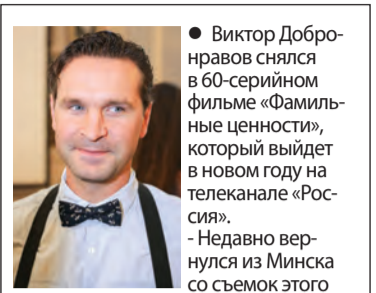 ● Виктор Добро-
нравов снялся
в 60-серийном
фильме «Фамиль-
ные ценности»,
который выйдет
в новом году на
телеканале «Рос-
сия».
- Недавно вер-
нулся из Минска
со съемок этого